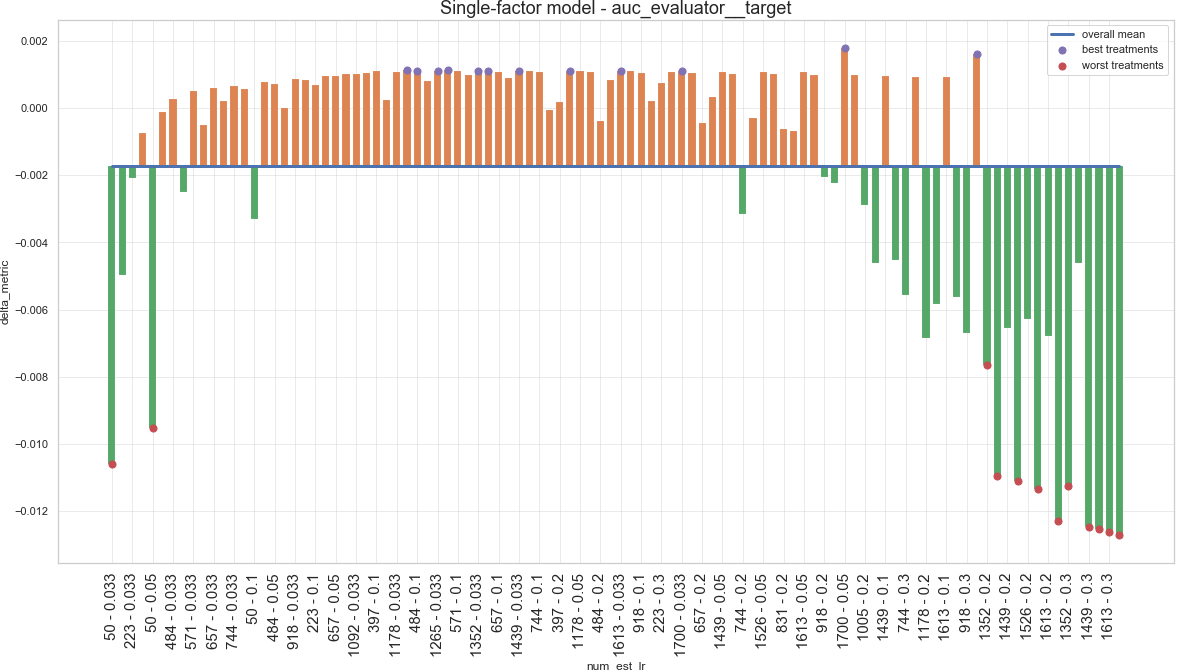 Single-factor model - auc_evaluator__target
overall mean
best treatments
worst treatments
delta_metric
0.002
0.000
−0.002
−0.004
−0.006
−0.008
−0.010
−0.012
50 - 0.033
223 - 0.033
50 - 0.05
484 - 0.033
571 - 0.033
657 - 0.033
744 - 0.033
50 - 0.1
484 - 0.05
918 - 0.033
223 - 0.1
657 - 0.05
1092 - 0.033
397 - 0.1
1178 - 0.033
484 - 0.1
1265 - 0.033
571 - 0.1
1352 - 0.033
657 - 0.1
1439 - 0.033
744 - 0.1
397 - 0.2
1178 - 0.05
484 - 0.2
1613 - 0.033
918 - 0.1
223 - 0.3
1700 - 0.033
657 - 0.2
1439 - 0.05
744 - 0.2
1526 - 0.05
831 - 0.2
1613 - 0.05
918 - 0.2
1700 - 0.05
1005 - 0.2
1439 - 0.1
744 - 0.3
1178 - 0.2
1613 - 0.1
918 - 0.3
1352 - 0.2
1439 - 0.2
1526 - 0.2
1613 - 0.2
1352 - 0.3
1439 - 0.3
1613 - 0.3
num_est_lr